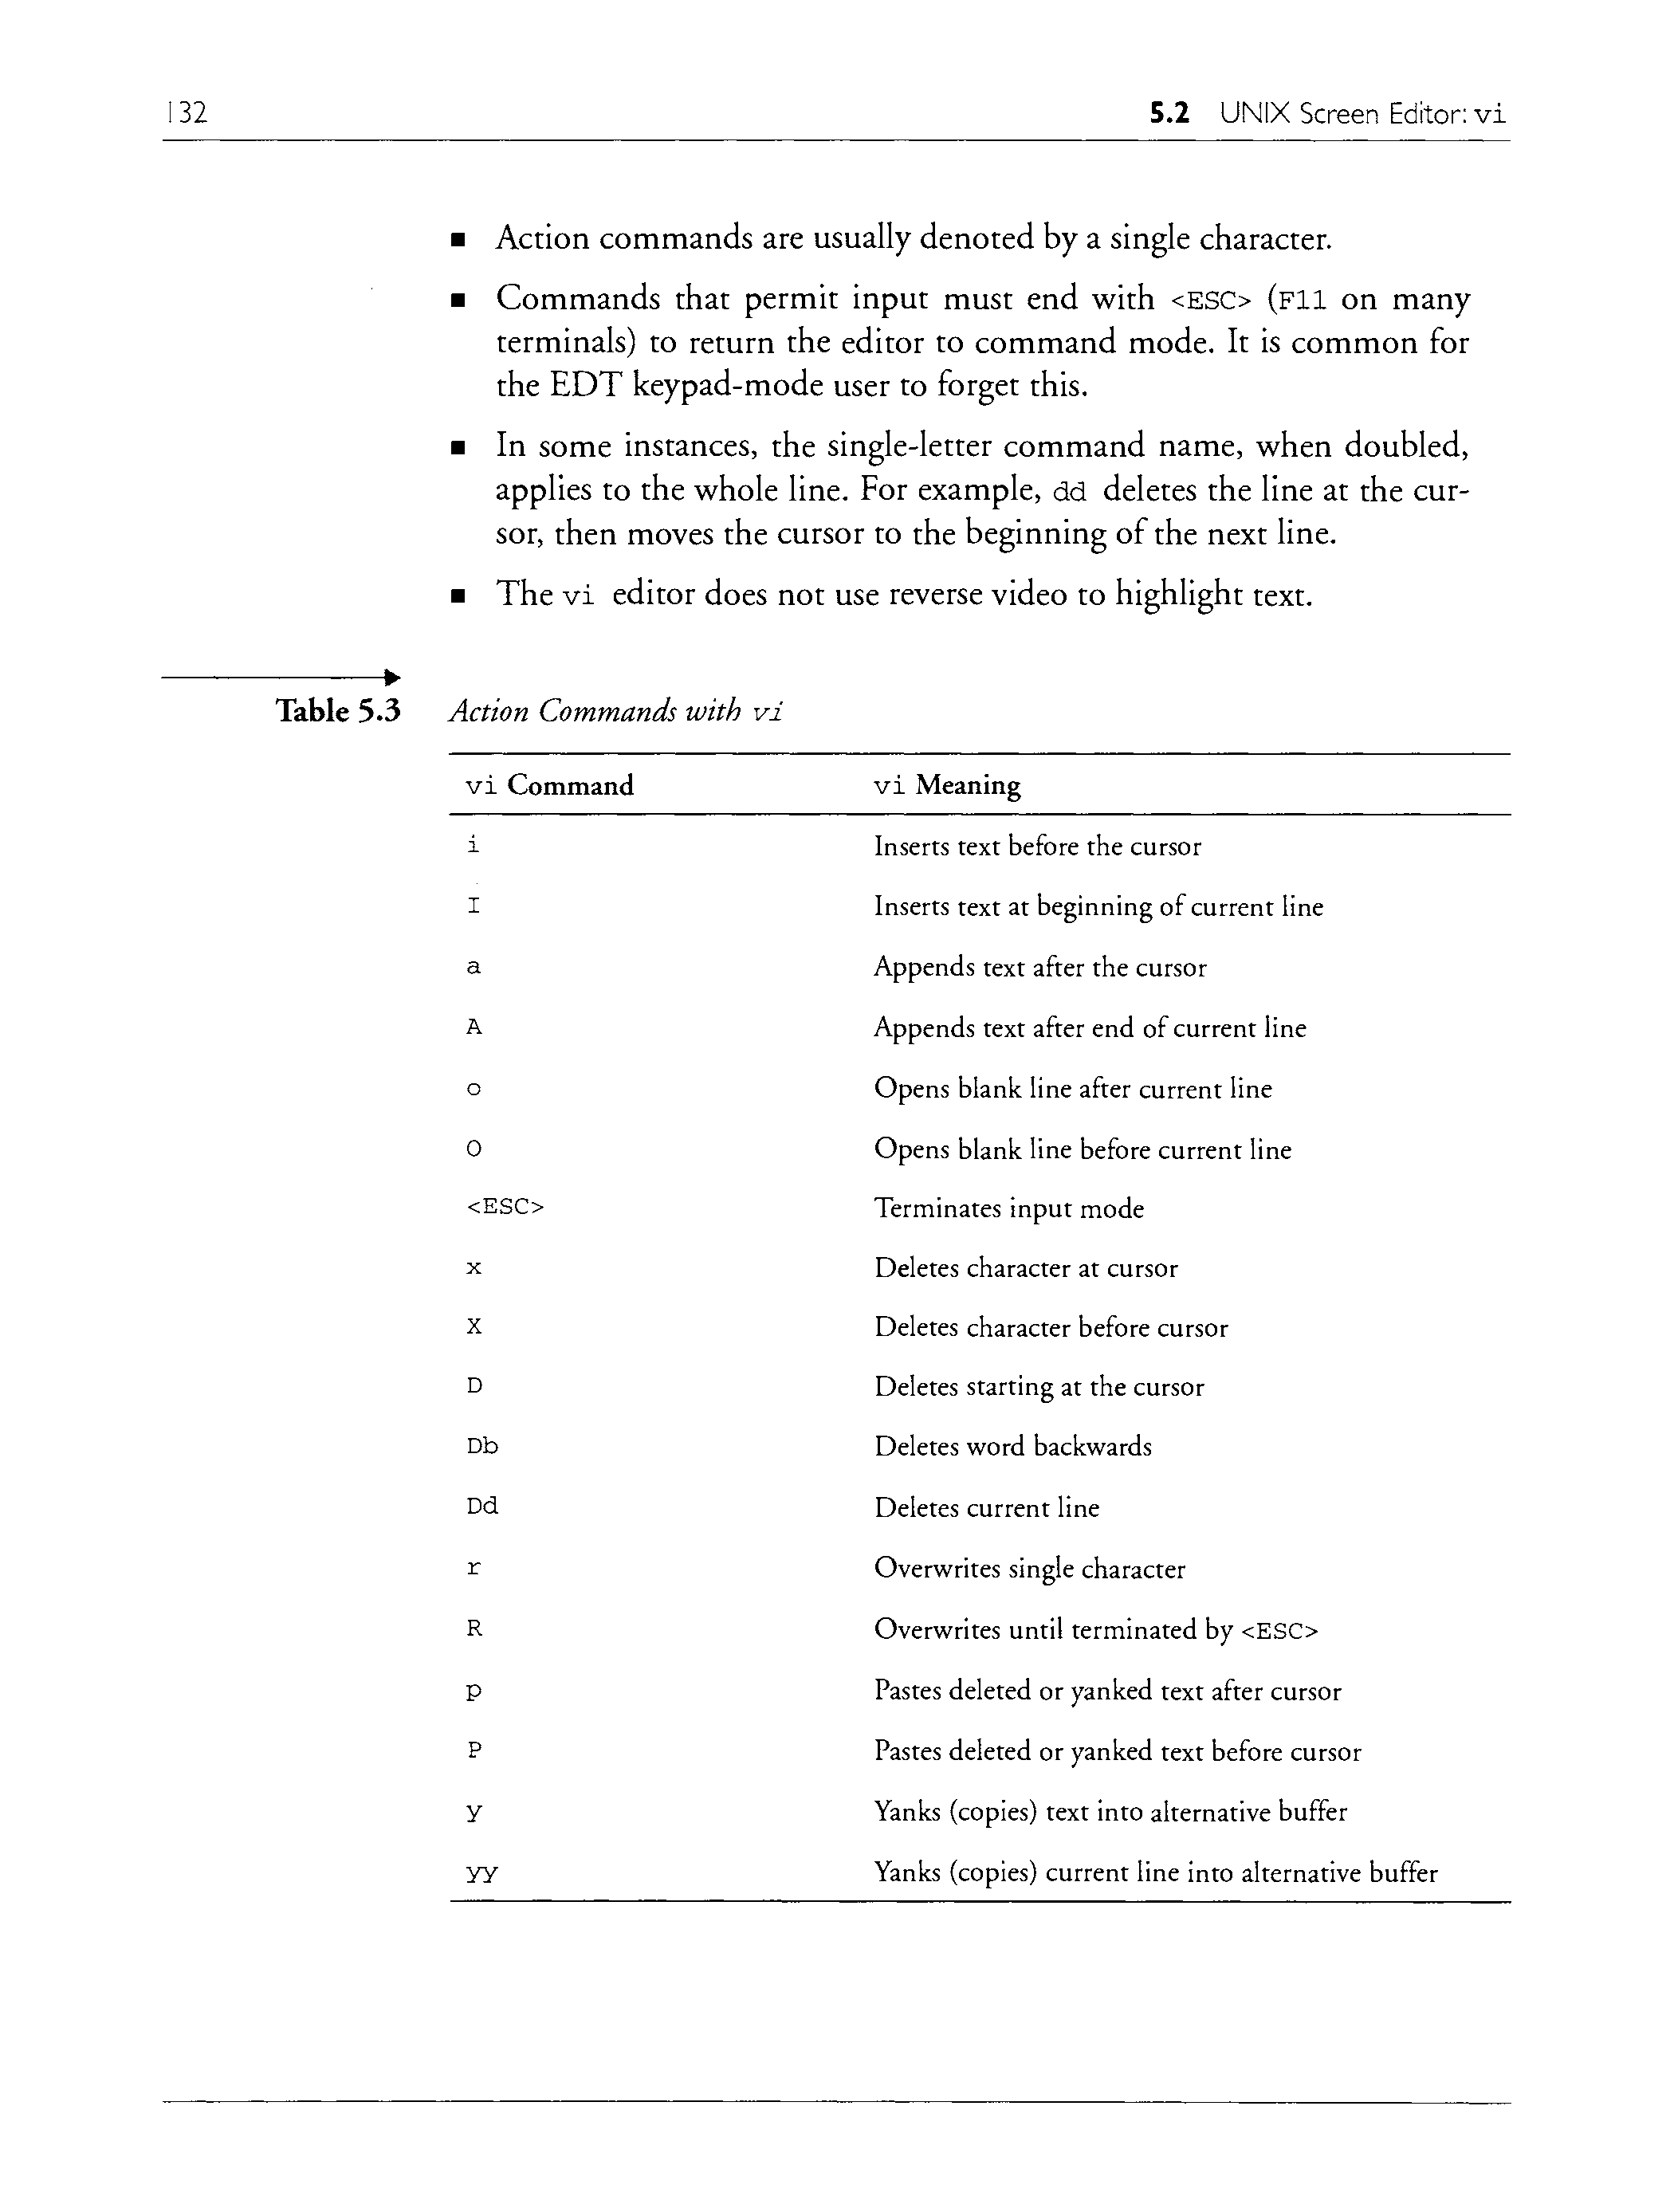 132
5.2 UNIX Screen Editor: vi
■ Action commands are usually denoted by a single character.
■ Commands that permit input must end with <ESC> (F11 on many
terminals) to return the editor to command mode. It is common for
the EDT keypad-mode user to forget this.
■ In some instances, the single-letter command name, when doubled,
applies to the whole line. For example, dd deletes the line at the cur-
sor, then moves the cursor to the beginning of the next line.
■ The vi editor does not use reverse video to highlight text.
Table 5.3 Action Commands with vi
vi Command vi Meaning
i Inserts text before the cursor
I Inserts text at beginning of current line
a Appends text after the cursor
A Appends text after end of current line
o Opens blank line after current line
O Opens blank line before current line
<ESC> Terminates input mode
x Deletes character at cursor
X Deletes character before cursor
D Deletes starting at the cursor
Db Deletes word backwards
Dd Deletes current line
r Overwrites single character
R Overwrites until terminated by <ESC>
p Pastes deleted or yanked text after cursor
P Pastes deleted or yanked text before cursor
y Yanks (copies) text into alternative buffer
yy Yanks (copies) current line into alternative buffer